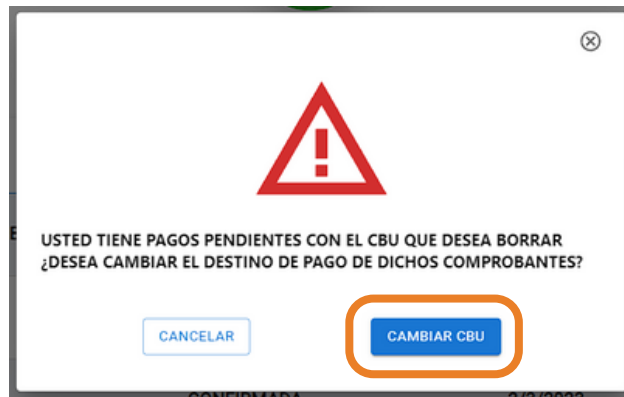 USTED TIENE PAGOS PENDIENTES CON EL CBU QUE DESEA BORRAR
¿DESEA CAMBIAR EL DESTINO DE PAGO DE DICHOS COMPROBANTES?
CANCELAR
CAMBIAR CBU